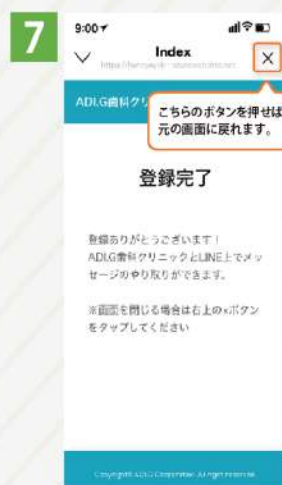 7
9:00
Index
ADLG歯科クリ
こちらのボタンを押せば
元の画面に戻れます。
登録完了
登録ありがとうございます!
ADLG歯科クリニックとLINE上でメッ
セージのやり取りができます。
※画面を閉じる場合は右上の×ボタン
をタップしてください